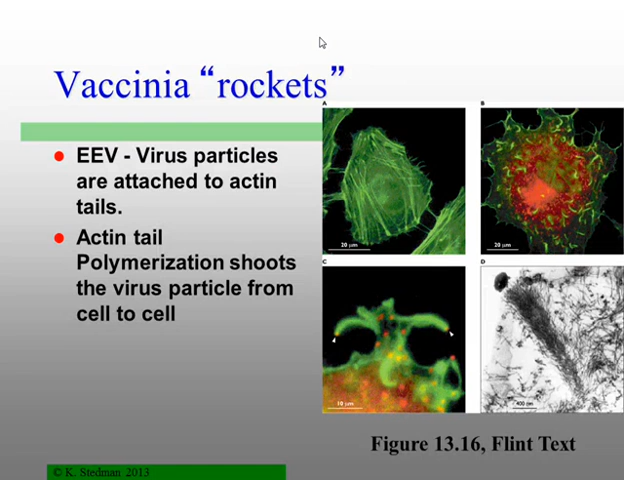 Vaccinia “rockets”
EEV - Virus particles
are attached to actin
tails.
Actin tail
Polymerization shoots
the virus particle from
cell to cell
A
B
20 µm
20 µm
C
D
10 µm
400 nm
Figure 13.16, Flint Text
© K. Stedman 2013